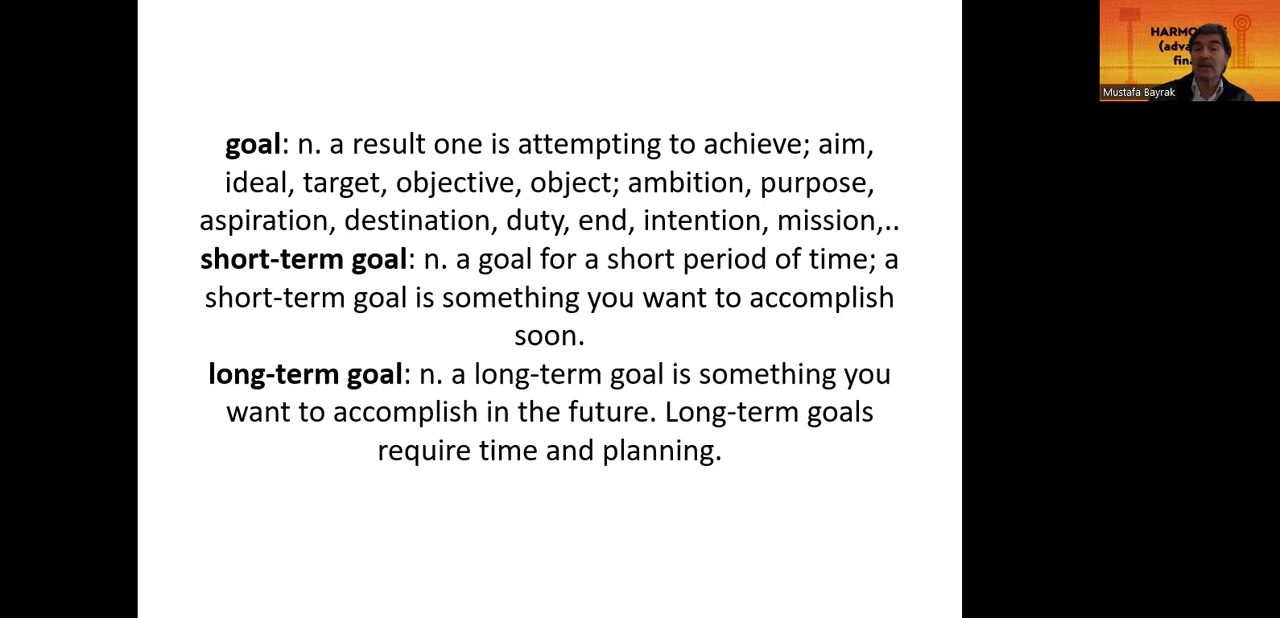 goal: n. a result one is attempting to achieve; aim,
ideal, target, objective, object; ambition, purpose,
aspiration, destination, duty, end, intention, mission,..
short-term goal: n. a goal for a short period of time; a
short-term goal is something you want to accomplish
soon.
long-term goal: n. a long-term goal is something you
want to accomplish in the future. Long-term goals
require time and planning.
Mustafa Bayrak